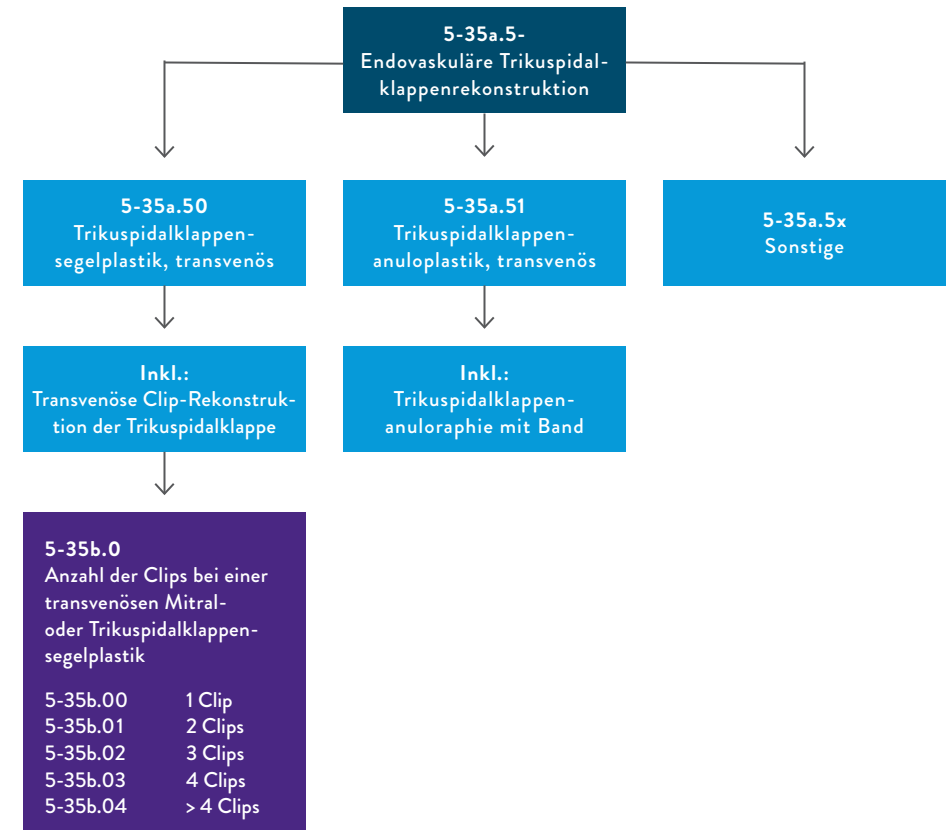 5-35a.5-
Endovaskuläre Trikuspidal-
klappenrekonstruktion
5-35a.50
Trikuspidalklappen-
segelplastik, transvenös
5-35a.51
Trikuspidalklappen-
anuloplastik, transvenös
5-35a.5x
Sonstige
Inkl.:
Transvenöse Clip-Rekonstruk-
tion der Trikuspidalklappe
Inkl.:
Trikuspidalklappen-
anuloraphie mit Band
5-35b.0
Anzahl der Clips bei einer
transvenösen Mitral-
oder Trikuspidalklappen-
segelplastik
5-35b.00 1 Clip
5-35b.01 2 Clips
5-35b.02 3 Clips
5-35b.03 4 Clips
5-35b.04 > 4 Clips